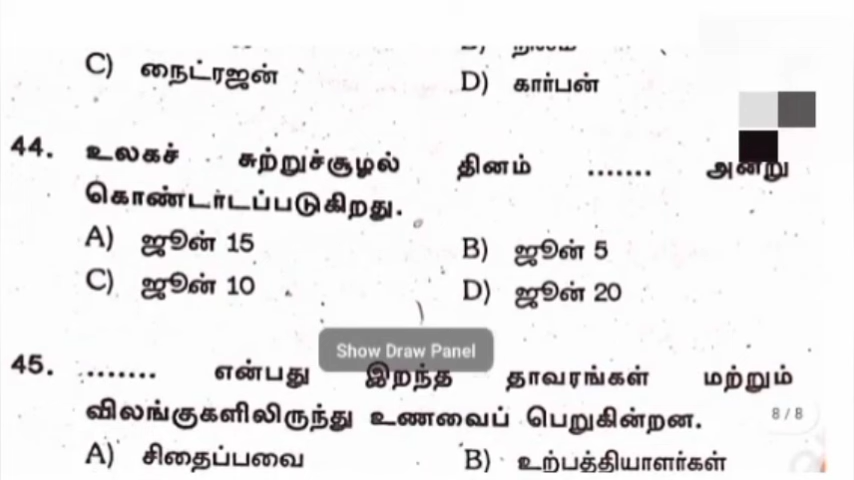 C) நைட்ரஜன்
D) கார்பன்
44. உலகச் சுற்றுச்சூழல் தினம் ....... அன்று
கொண்டாடப்படுகிறது.
A) ஜூன் 15
B) ஜூன் 5
C) ஜூன் 10
D) ஜூன் 20
Show Draw Panel
45. ....... என்பது இறந்த தாவரங்கள் மற்றும்
விலங்குகளிலிருந்து உணவைப் பெறுகின்றன.
8/8
A) சிதைப்பவை
B) உற்பத்தியாளர்கள்